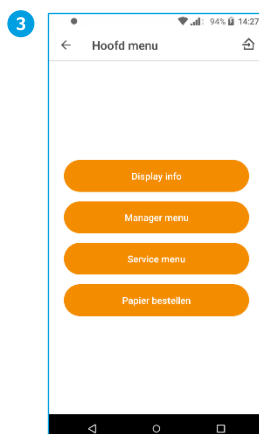 3
94% 14:27
Hoofd menu
Display info
Manager menu
Service menu
Papier bestellen